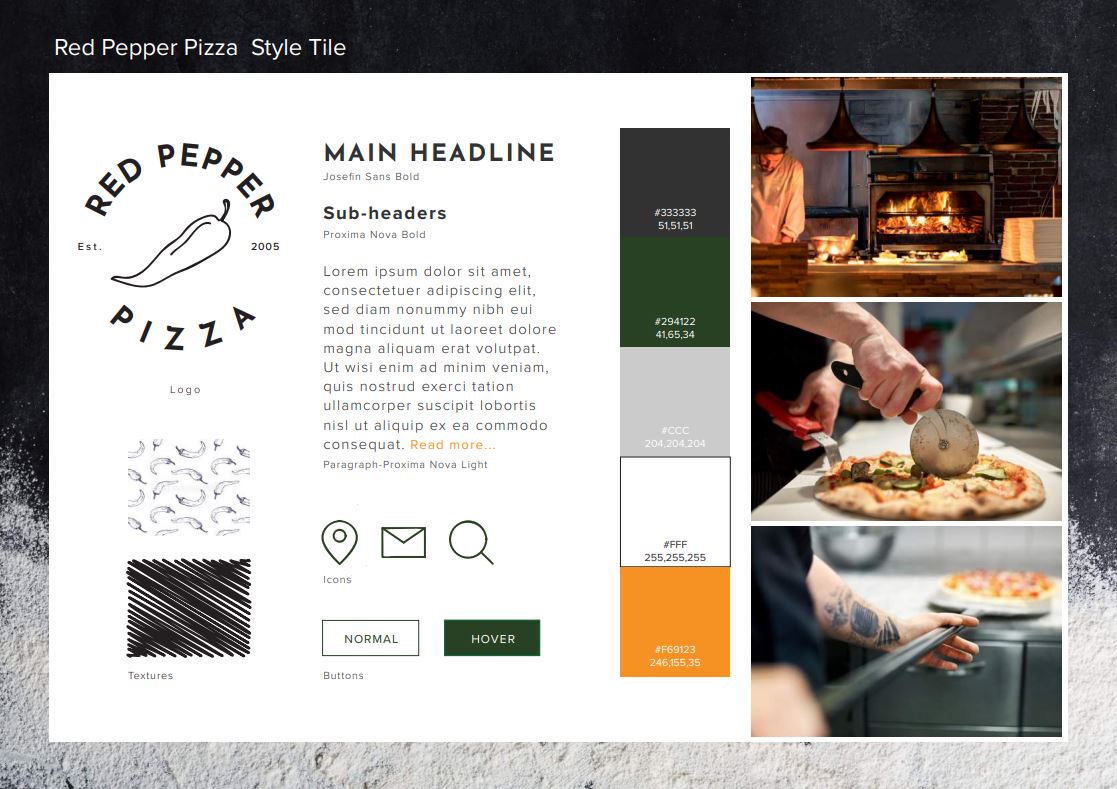 Red Pepper Pizza Style Tile
RED PEPPER
Est. 2005
PIZZA
Logo
Textures
MAIN HEADLINE
Josefin Sans Bold
Sub-headers
Proxima Nova Bold
Lorem ipsum dolor sit amet,
consectetuer adipiscing elit,
sed diam nonummy nibh eui
mod tincidunt ut laoreet dolore
magna aliquam erat volutpat.
Ut wisi enim ad minim veniam,
quis nostrud exerci tation
ullamcorper suscipit lobortis
nisl ut aliquip ex ea commodo
consequat. Read more...
Paragraph-Proxima Nova Light
Icons
NORMAL
HOVER
Buttons
#333333
51,51,51
#294122
41,65,34
#CCC
204,204,204
#FFF
255,255,255
#F69123
246,155,35